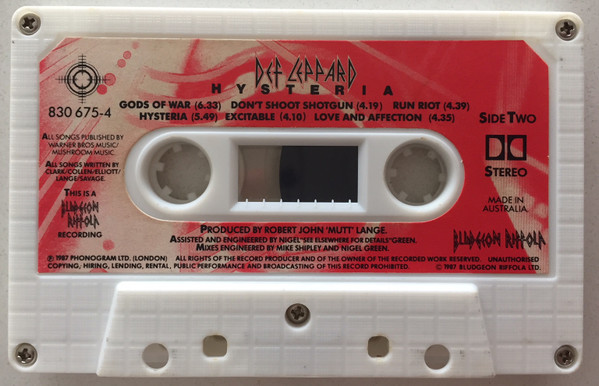 DEF LEPPARD
HYSTERIA
830 675-4
GODS OF WAR (6.33) DON'T SHOOT SHOTGUN (4.19) RUN RIOT (4.39)
HYSTERIA (5.49) EXCITABLE (4.10) LOVE AND AFFECTION (4.35)
SIDE TWO
ALL SONGS PUBLISHED BY
WARNER BROS.MUSIC/
MUSHROOM MUSIC.
ALL SONGS WRITTEN BY
CLARK/COLLEN/ELLIOTT/
LANGE/SAVAGE.
THIS IS A
BLUDGEON
RIFFOLA
RECORDING
STEREO
MADE IN
AUSTRALIA.
BLUDGEON RIFFOLA
PRODUCED BY ROBERT JOHN 'MUTT' LANGE.
ASSISTED AND ENGINEERED BY NIGEL "SEE ELSEWHERE FOR DETAILS" GREEN.
MIXES ENGINEERED BY MIKE SHIPLEY AND NIGEL GREEN.
℗ 1987 PHONOGRAM LTD. (LONDON) ALL RIGHTS OF THE RECORD PRODUCER AND OF THE OWNER OF THE RECORDED WORK RESERVED. UNAUTHORISED
COPYING, HIRING, LENDING, RENTAL, PUBLIC PERFORMANCE AND BROADCASTING OF THIS RECORD PROHIBITED. © 1987 BLUDGEON RIFFOLA LTD.